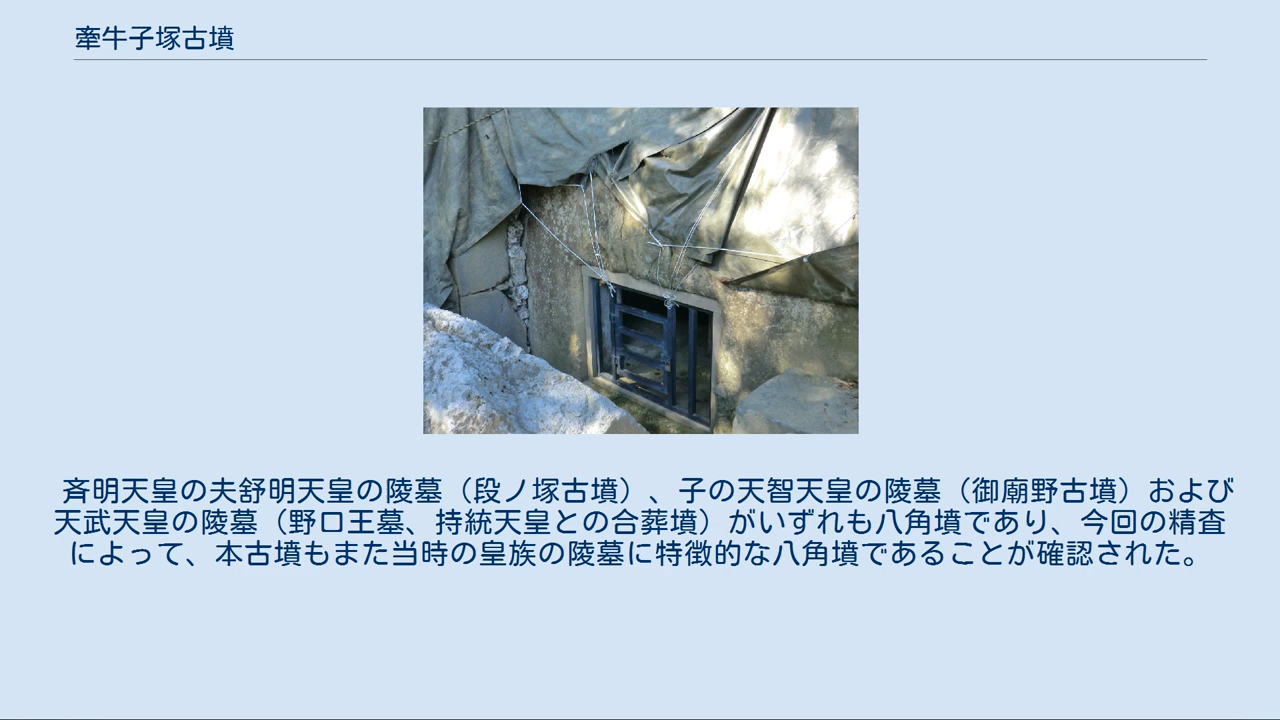 牽牛子塚古墳
斉明天皇の夫舒明天皇の陵墓（段ノ塚古墳）、子の天智天皇の陵墓（御廟野古墳）および
天武天皇の陵墓（野口王墓、持統天皇との合葬墳）がいずれも八角墳であり、今回の精査
によって、本古墳もまた当時の皇族の陵墓に特徴的な八角墳であることが確認された。